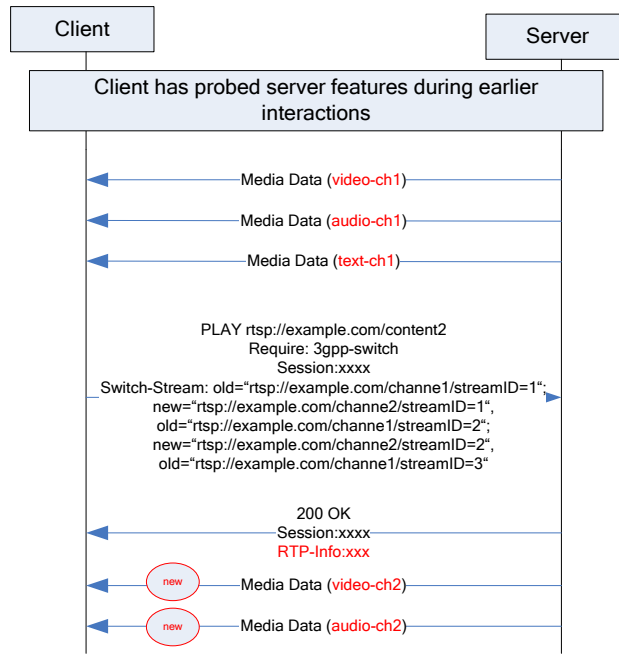 Client
Server
Client has probed server features during earlier
interactions
Media Data (video-ch1)
Media Data (audio-ch1)
Media Data (text-ch1)
PLAY rtsp://example.com/content2
Require: 3gpp-switch
Session:xxxx
Switch-Stream: old=“rtsp://example.com/channe1/streamID=1“;
new=“rtsp://example.com/channe2/streamID=1“,
old=“rtsp://example.com/channe1/streamID=2“;
new=“rtsp://example.com/channe2/streamID=2“,
old=“rtsp://example.com/channe1/streamID=3“
200 OK
Session:xxxx
RTP-Info:xxx
new Media Data (video-ch2)
new Media Data (audio-ch2)